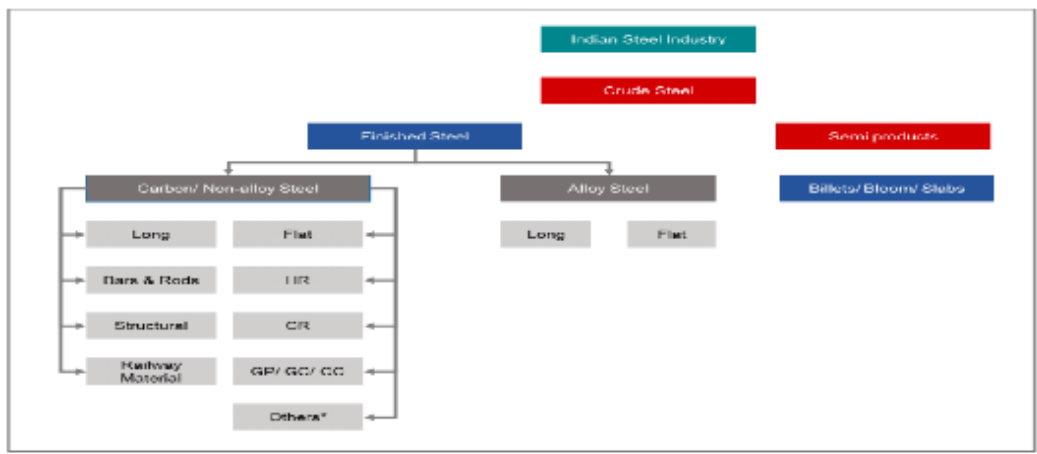 Indian Steel Industry
Crude Steel
Finished Steel
Semi products
Carbon/ Non-alloy Steel
Alloy Steel
Billets/ Bloom/ Slabs
Long
Flat
Long
Flat
Bars & Rods
HR
Structural
CR
Railway
Material
GP/ GC/ CC
Others*